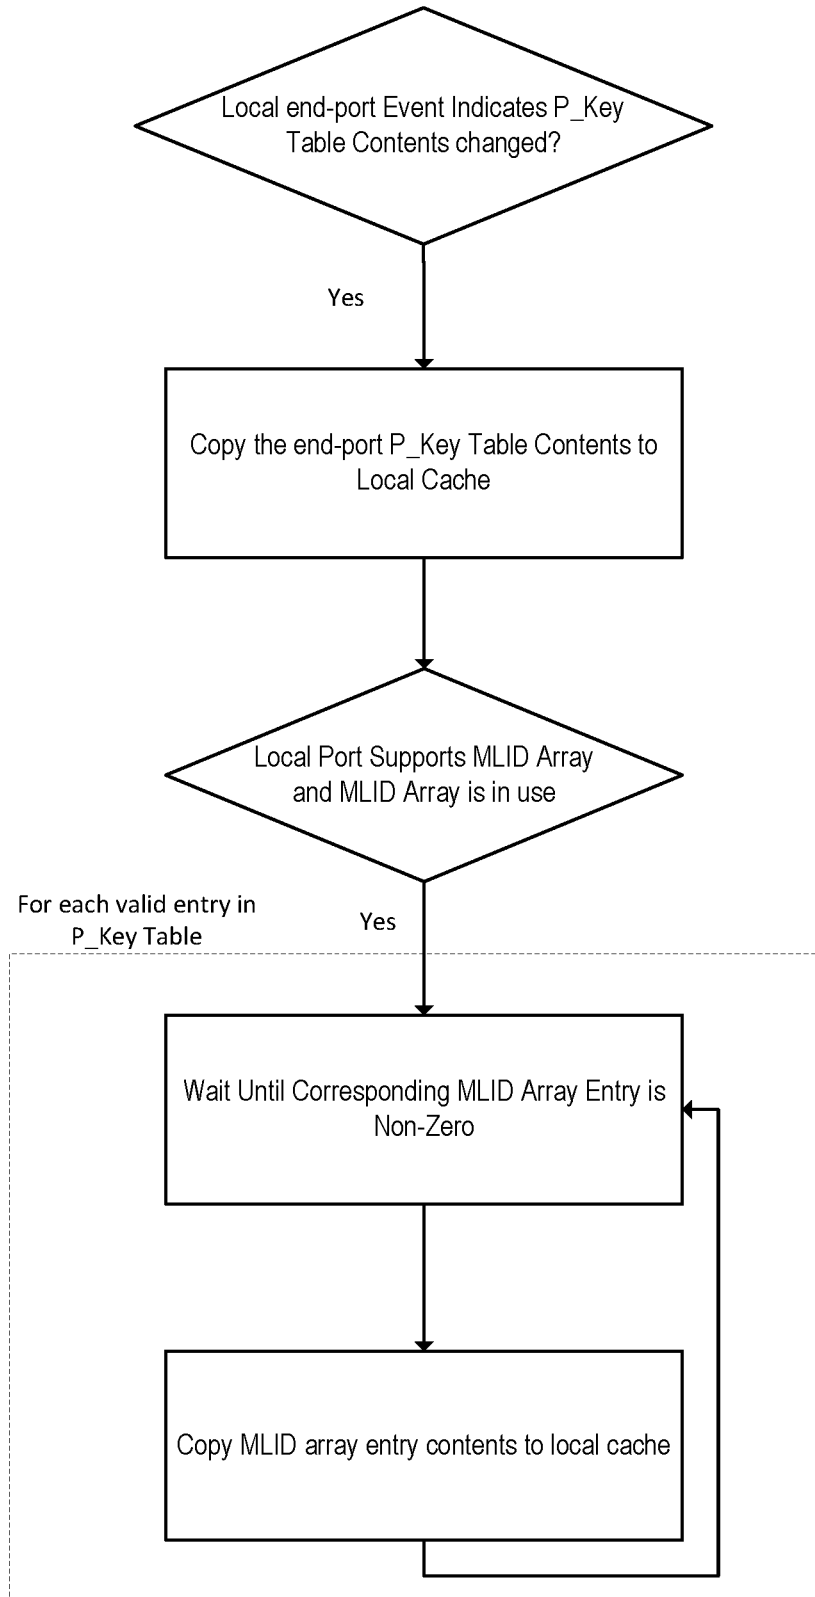 Local end-port Event Indicates P_Key
Table Contents changed?
Yes
Copy the end-port P_Key Table Contents to
Local Cache
Local Port Supports MLID Array
and MLID Array is in use
For each valid entry in
P_Key Table
Yes
Wait Until Corresponding MLID Array Entry is
Non-Zero
Copy MLID array entry contents to local cache